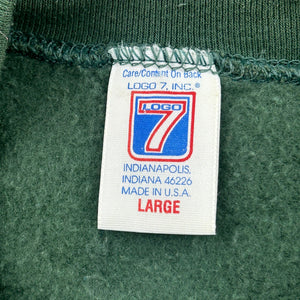 Care/Content On Back
LOGO 7, INC.®
LOGO
7
INDIANAPOLIS,
INDIANA 46226
MADE IN U.S.A.
LARGE